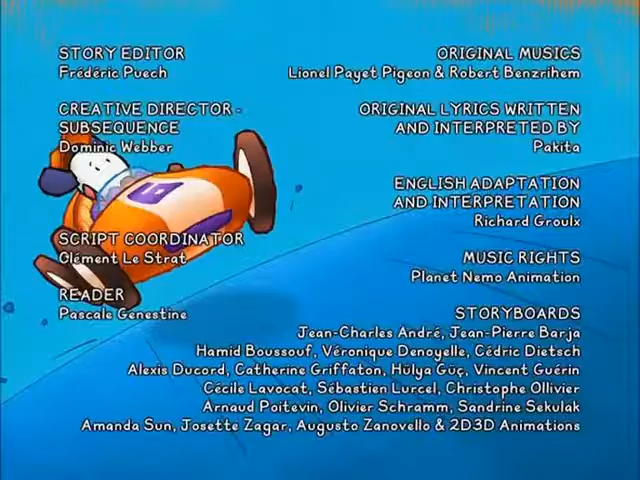 STORY EDITOR
Frédéric Puech
CREATIVE DIRECTOR -
SUBSEQUENCE
Dominic Webber
SCRIPT COORDINATOR
Clément Le Strat
READER
Pascale Genestine
ORIGINAL MUSICS
Lionel Payet Pigeon & Robert Benzrihem
ORIGINAL LYRICS WRITTEN
AND INTERPRETED BY
Pakita
ENGLISH ADAPTATION
AND INTERPRETATION
Richard Groulx
MUSIC RIGHTS
Planet Nemo Animation
STORYBOARDS
Jean-Charles André, Jean-Pierre Barja
Hamid Boussouf, Véronique Denoyelle, Cédric Dietsch
Alexis Ducord, Catherine Griffaton, Hülya Güç, Vincent Guérin
Cécile Lavocat, Sébastien Lurcel, Christophe Ollivier
Arnaud Poitevin, Olivier Schramm, Sandrine Sekulak
Amanda Sun, Josette Zagar, Augusto Zanovello & 2D3D Animations